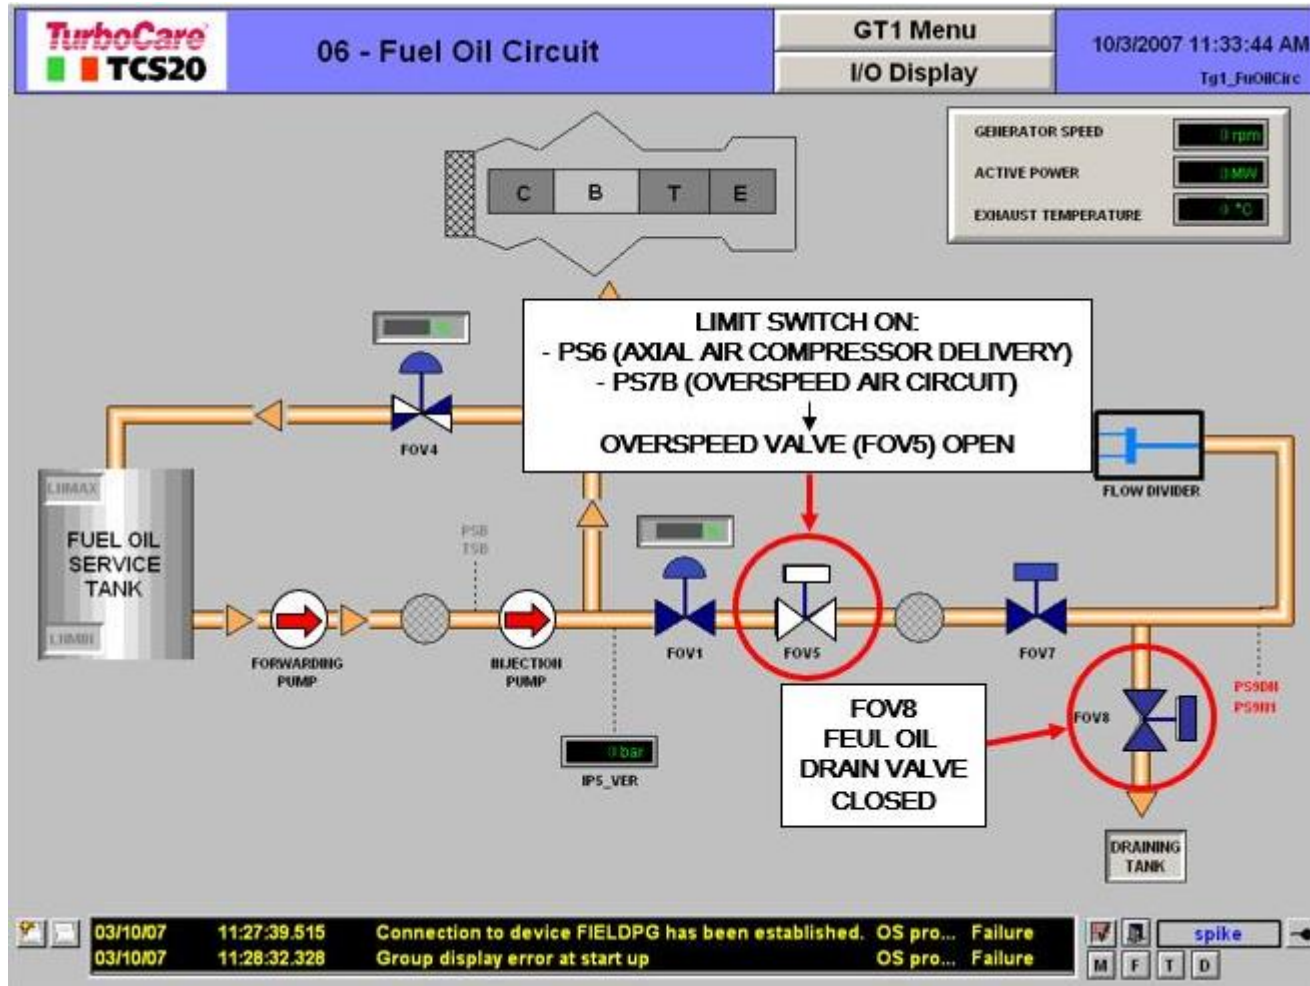 TurboCare
TCS20
06 - Fuel Oil Circuit
GT1 Menu
I/O Display
10/3/2007 11:33:44 AM
Tg1_FuOilCirc
GENERATOR SPEED
0 rpm
ACTIVE POWER
0 MW
EXHAUST TEMPERATURE
0 °C
C B T E
LIMIT SWITCH ON:
- PS6 (AXIAL AIR COMPRESSOR DELIVERY)
- PS7B (OVERSPEED AIR CIRCUIT)
OVERSPEED VALVE (FOV5) OPEN
FOV4
FLOW DIVIDER
LIIMAX
FUEL OIL
SERVICE
TANK
LIIMIN
PS8
TS8
FORWARDING
PUMP
INJECTION
PUMP
FOV1
FOV5
FOV7
0 bar
IP5_VER
FOV8
FEUL OIL
DRAIN VALVE
CLOSED
FOV8
DRAINING
TANK
03/10/07 11:27:39.515 Connection to device FIELDPG has been established. OS pro... Failure
03/10/07 11:28:32.328 Group display error at start up OS pro... Failure
spike
M F T D